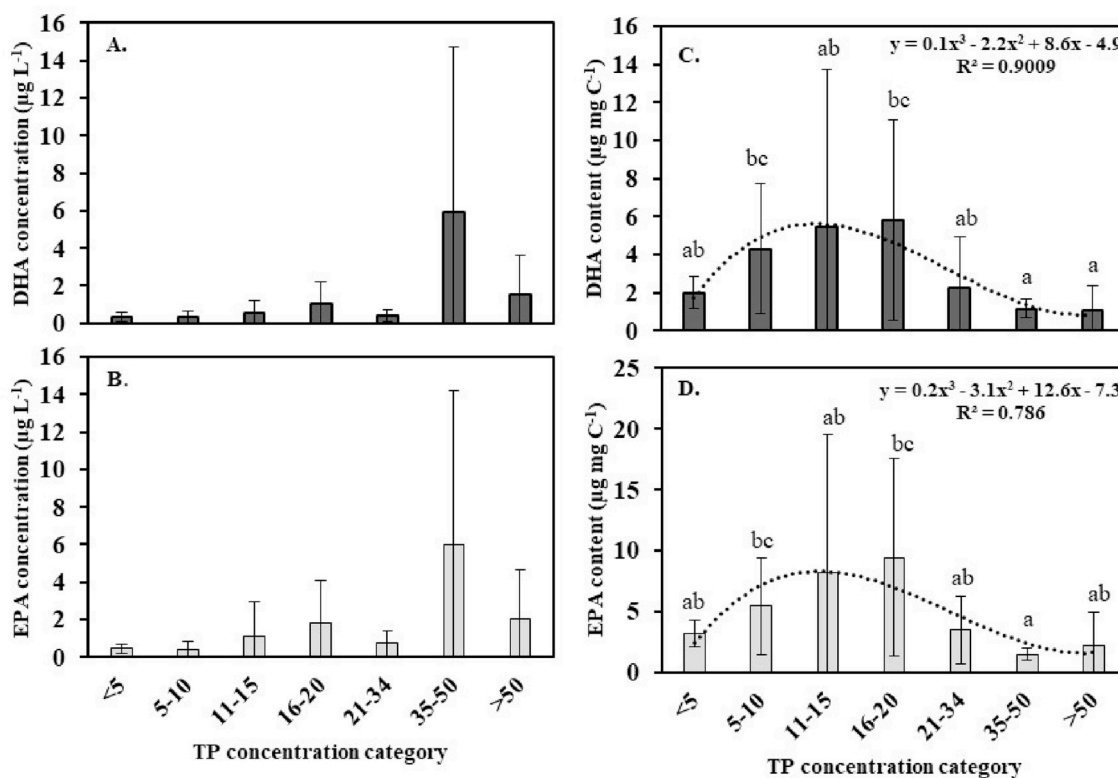 A.
DHA concentration (µg L⁻¹)
16
14
12
10
8
6
4
2
0
B.
EPA concentration (µg L⁻¹)
16
14
12
10
8
6
4
2
0
<5
5-10
11-15
16-20
21-34
35-50
>50
TP concentration category
C.
y = 0.1x³ - 2.2x² + 8.6x - 4.9
R² = 0.9009
DHA content (µg mg C⁻¹)
16
14
12
10
8
6
4
2
0
ab
bc
ab
bc
ab
a
a
D.
y = 0.2x³ - 3.1x² + 12.6x - 7.3
R² = 0.786
EPA content (µg mg C⁻¹)
25
20
15
10
5
0
ab
bc
ab
bc
ab
a
ab
<5
5-10
11-15
16-20
21-34
35-50
>50
TP concentration category